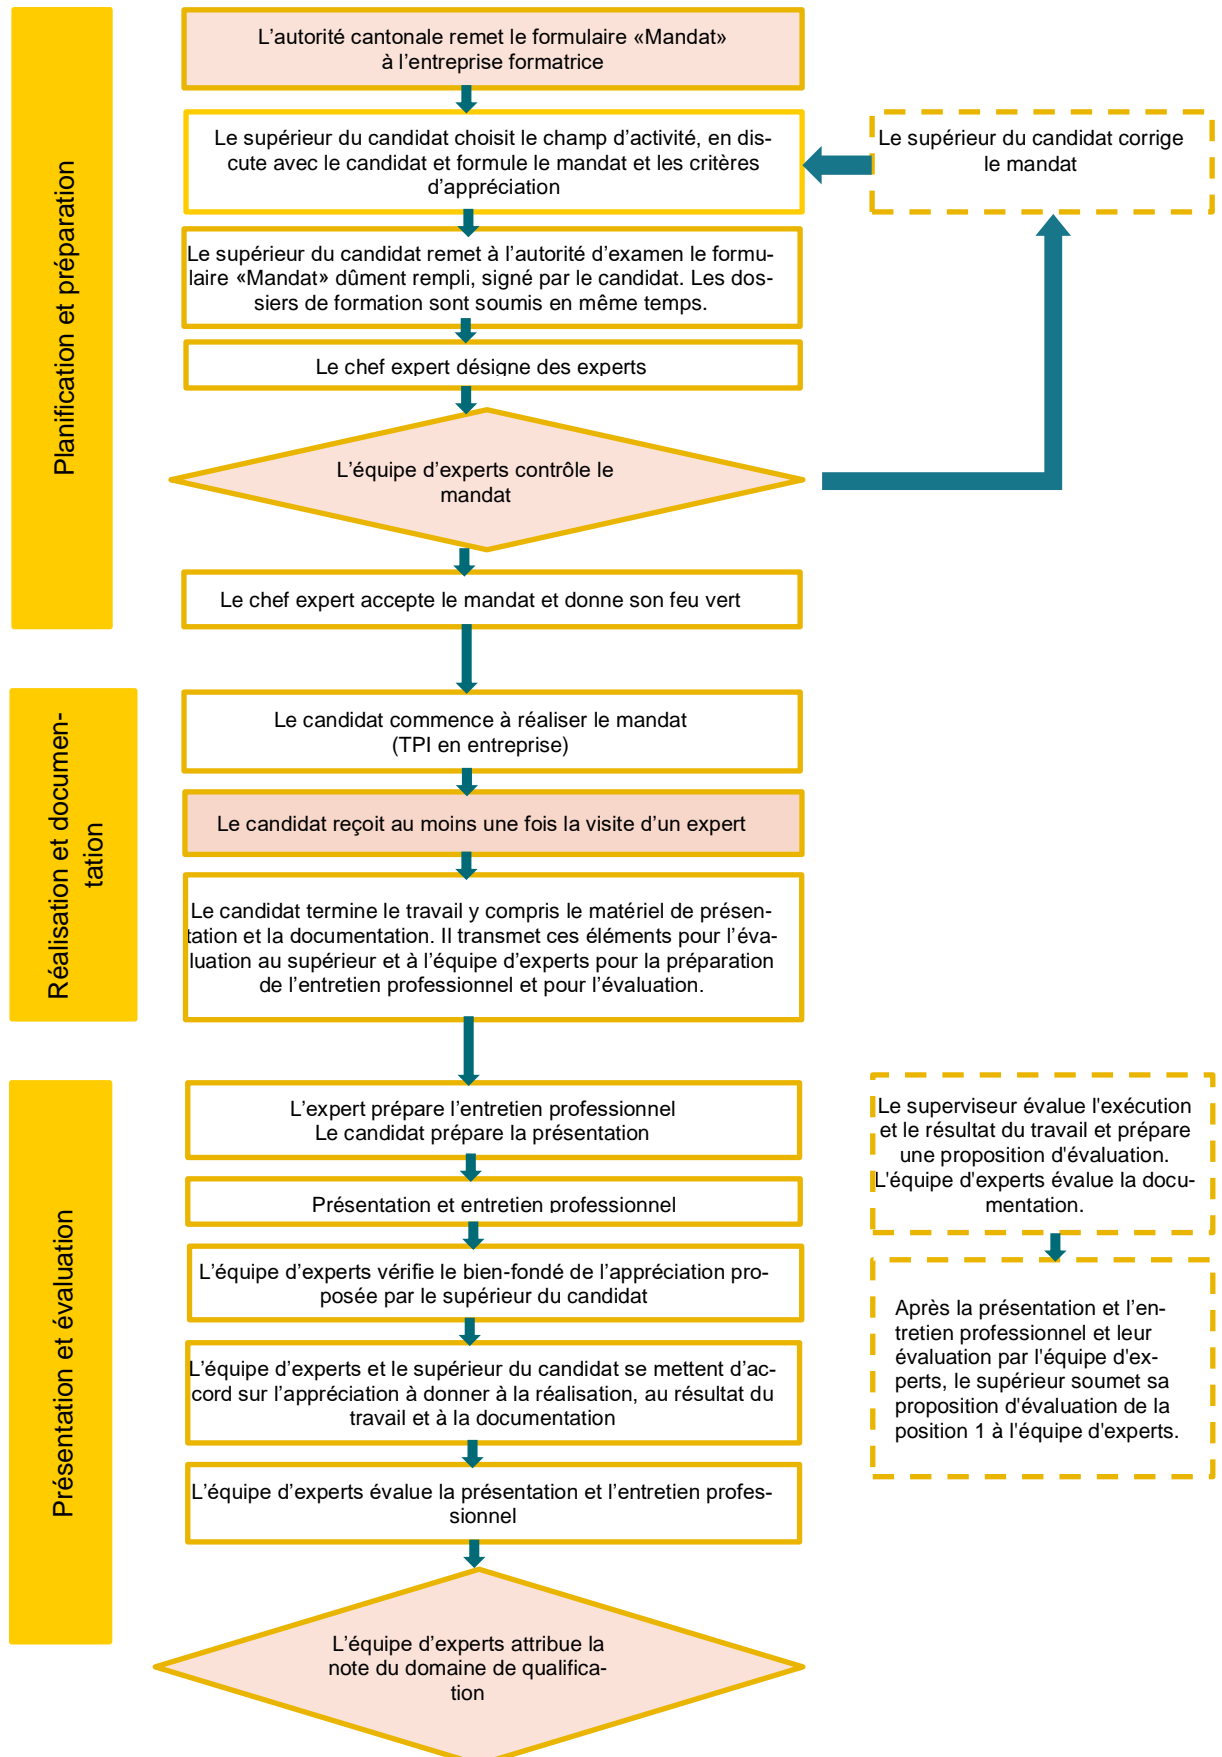 Planification et préparation
L’autorité cantonale remet le formulaire «Mandat»
à l’entreprise formatrice
Le supérieur du candidat choisit le champ d’activité, en dis-
cute avec le candidat et formule le mandat et les critères
d’appréciation
Le supérieur du candidat corrige
le mandat
Le supérieur du candidat remet à l’autorité d’examen le formu-
laire «Mandat» dûment rempli, signé par le candidat. Les dos-
siers de formation sont soumis en même temps.
Le chef expert désigne des experts
L’équipe d’experts contrôle le
mandat
Le chef expert accepte le mandat et donne son feu vert
Réalisation et documen-
tation
Le candidat commence à réaliser le mandat
(TPI en entreprise)
Le candidat reçoit au moins une fois la visite d’un expert
Le candidat termine le travail y compris le matériel de présen-
tation et la documentation. Il transmet ces éléments pour l’éva-
luation au supérieur et à l’équipe d’experts pour la préparation
de l’entretien professionnel et pour l’évaluation.
Présentation et évaluation
L’expert prépare l’entretien professionnel
Le candidat prépare la présentation
Présentation et entretien professionnel
L’équipe d’experts vérifie le bien-fondé de l’appréciation pro-
posée par le supérieur du candidat
L’équipe d’experts et le supérieur du candidat se mettent d’ac-
cord sur l’appréciation à donner à la réalisation, au résultat du
travail et à la documentation
L’équipe d’experts évalue la présentation et l’entretien profes-
sionnel
L’équipe d’experts attribue la
note du domaine de qualifica-
tion
Le superviseur évalue l'exécution
et le résultat du travail et prépare
une proposition d'évaluation.
L'équipe d'experts évalue la docu-
mentation.
Après la présentation et l’en-
tretien professionnel et leur
évaluation par l'équipe d'ex-
perts, le supérieur soumet sa
proposition d'évaluation de la
position 1 à l'équipe d'experts.